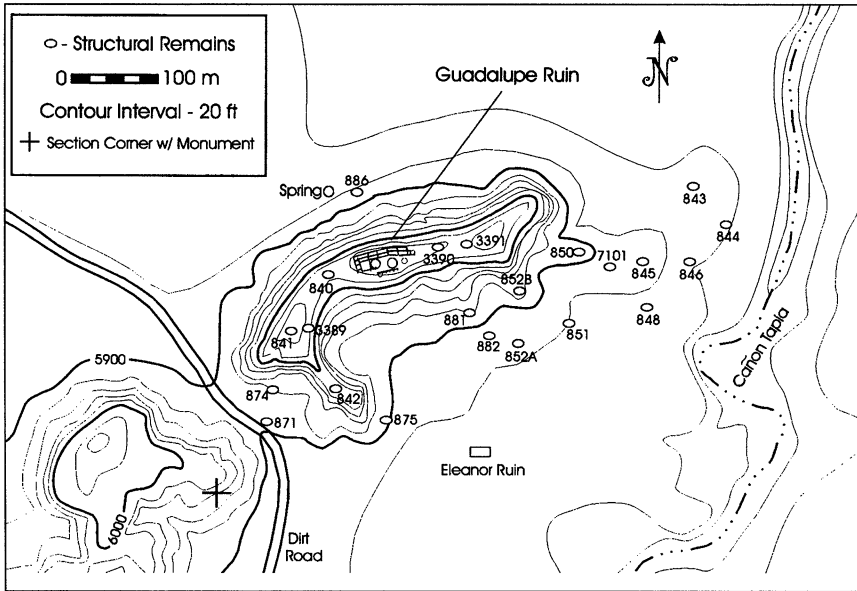 - Structural Remains
0 100 m
Contour Interval - 20 ft
Section Corner w/ Monument
N
Guadalupe Ruin
Spring
886
843
844
3391
3390
850
7101
845
846
840
852B
848
881
851
841
3389
882
852A
5900
874
842
871
875
Cañon Tapia
Eleanor Ruin
6000
Dirt
Road